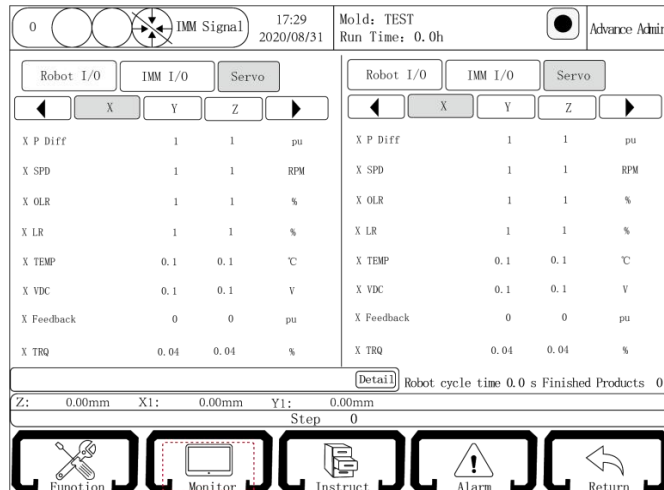 0 IMM Signal 17:29 2020/08/31 Mold: TEST Run Time: 0.0h Advance Admin
Robot I/O IMM I/O Servo
X Y Z
X P Diff 1 1 pu
X SPD 1 1 RPM
X OLR 1 1 %
X LR 1 1 %
X TEMP 0.1 0.1 ℃
X VDC 0.1 0.1 V
X Feedback 0 0 pu
X TRQ 0.04 0.04 %
Robot I/O IMM I/O Servo
X Y Z
X P Diff 1 1 pu
X SPD 1 1 RPM
X OLR 1 1 %
X LR 1 1 %
X TEMP 0.1 0.1 ℃
X VDC 0.1 0.1 V
X Feedback 0 0 pu
X TRQ 0.04 0.04 %
Detail Robot cycle time 0.0 s Finished Products 0
Z: 0.00mm X1: 0.00mm Y1: 0.00mm
Step 0
Function Monitor Instruct Alarm Return